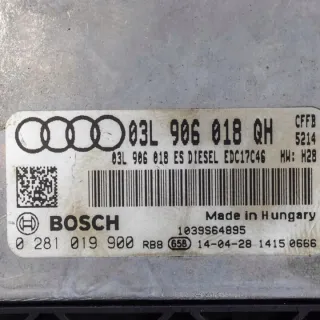 03L 906 018 QH
CFFB
5214
03L 906 018 ES DIESEL EDC17C46 HW: H28
Made in Hungary
BOSCH
1039S64895
0 281 019 900 RB8 658 14-04-28 1415 0666